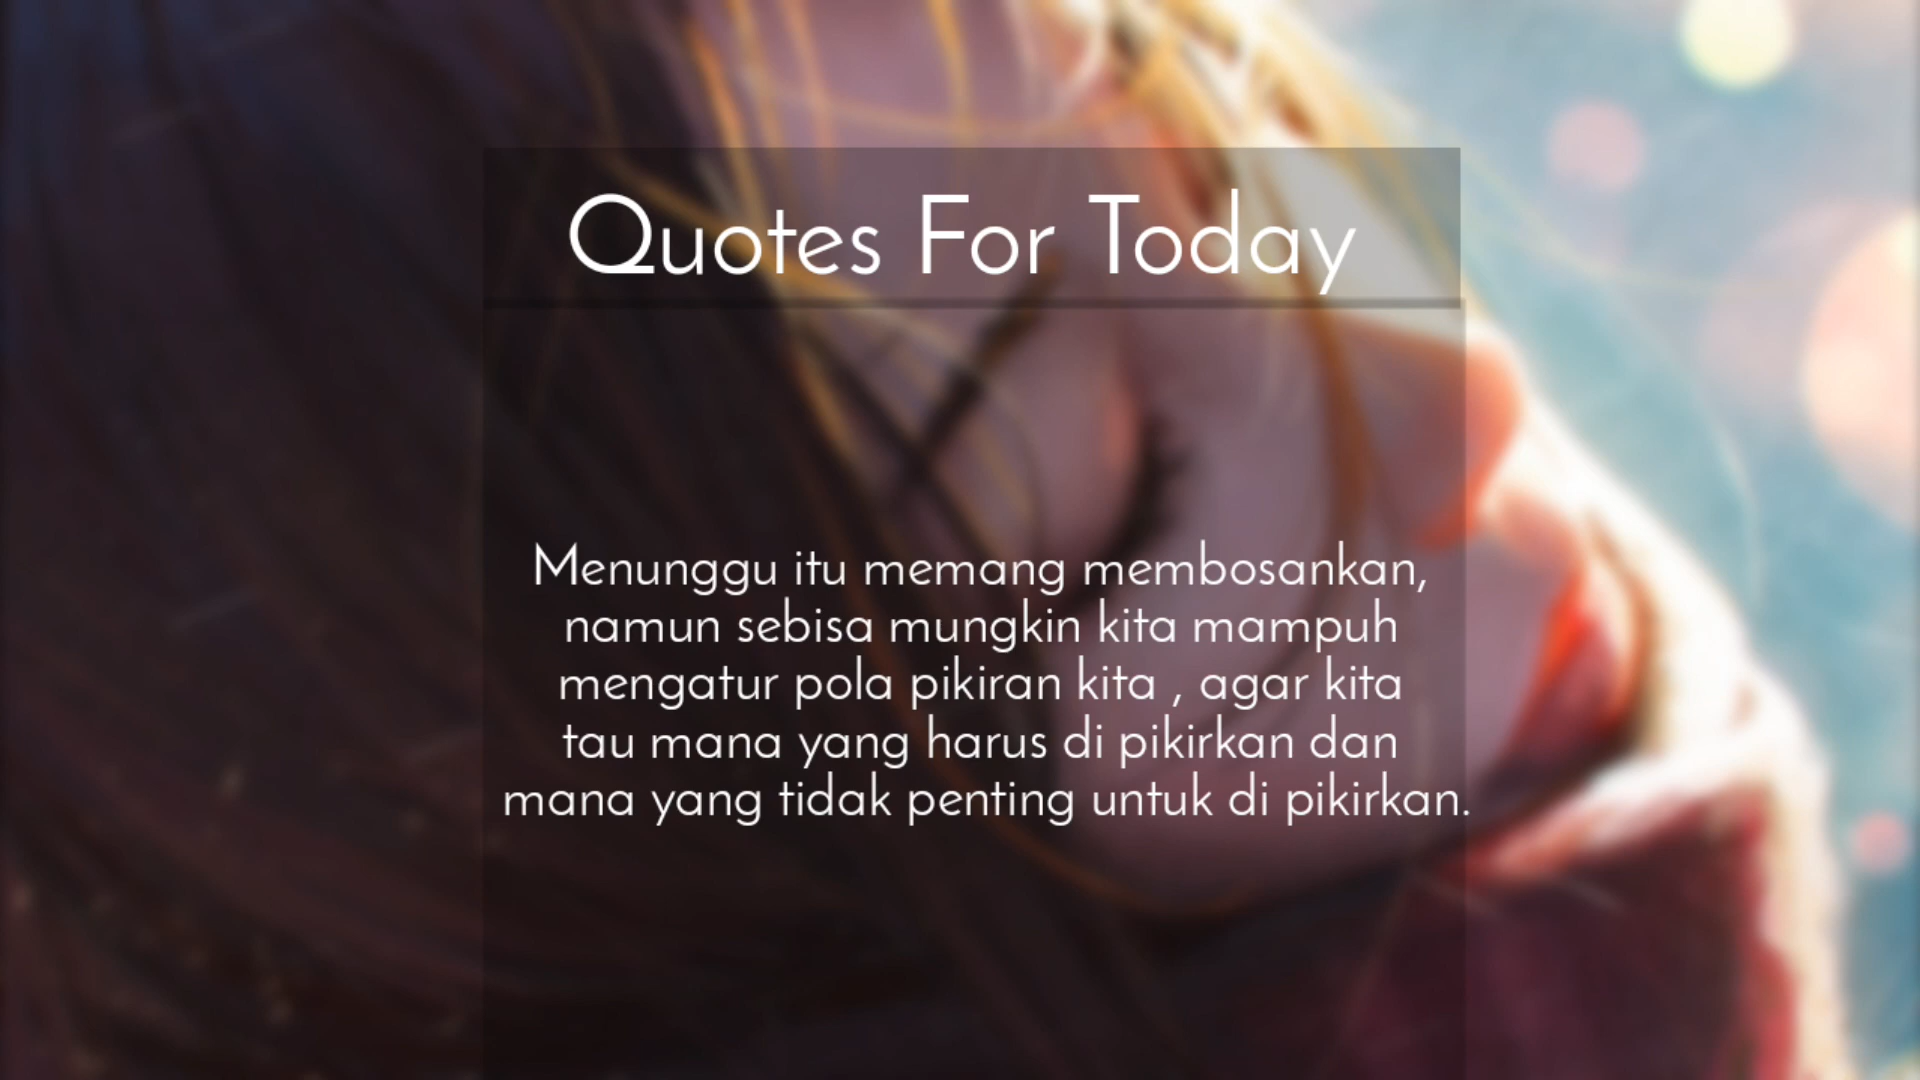 Quotes For Today
Menunggu itu memang membosankan,
namun sebisa mungkin kita mampuh
mengatur pola pikiran kita , agar kita
tau mana yang harus di pikirkan dan
mana yang tidak penting untuk di pikirkan.